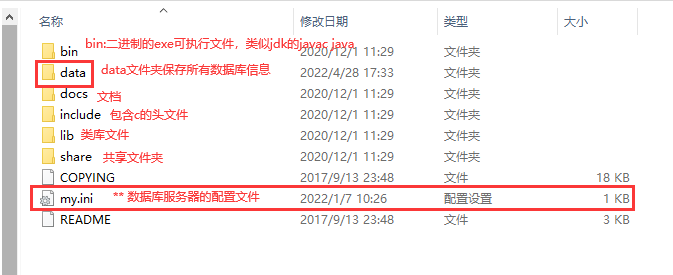 名称 修改日期 类型 大小
bin bin:二进制的exe可执行文件，类似jdk的javac java 2020/12/1 11:29 文件夹
data data文件夹保存所有数据库信息 2022/4/28 17:33 文件夹
docs 文档 2020/12/1 11:29 文件夹
include 包含c的头文件 2020/12/1 11:29 文件夹
lib 类库文件 2020/12/1 11:29 文件夹
share 共享文件夹 2020/12/1 11:29 文件夹
COPYING 2017/9/13 23:48 文件 18 KB
my.ini ** 数据库服务器的配置文件 2022/1/7 10:26 配置设置 1 KB
README 2017/9/13 23:48 文件 3 KB